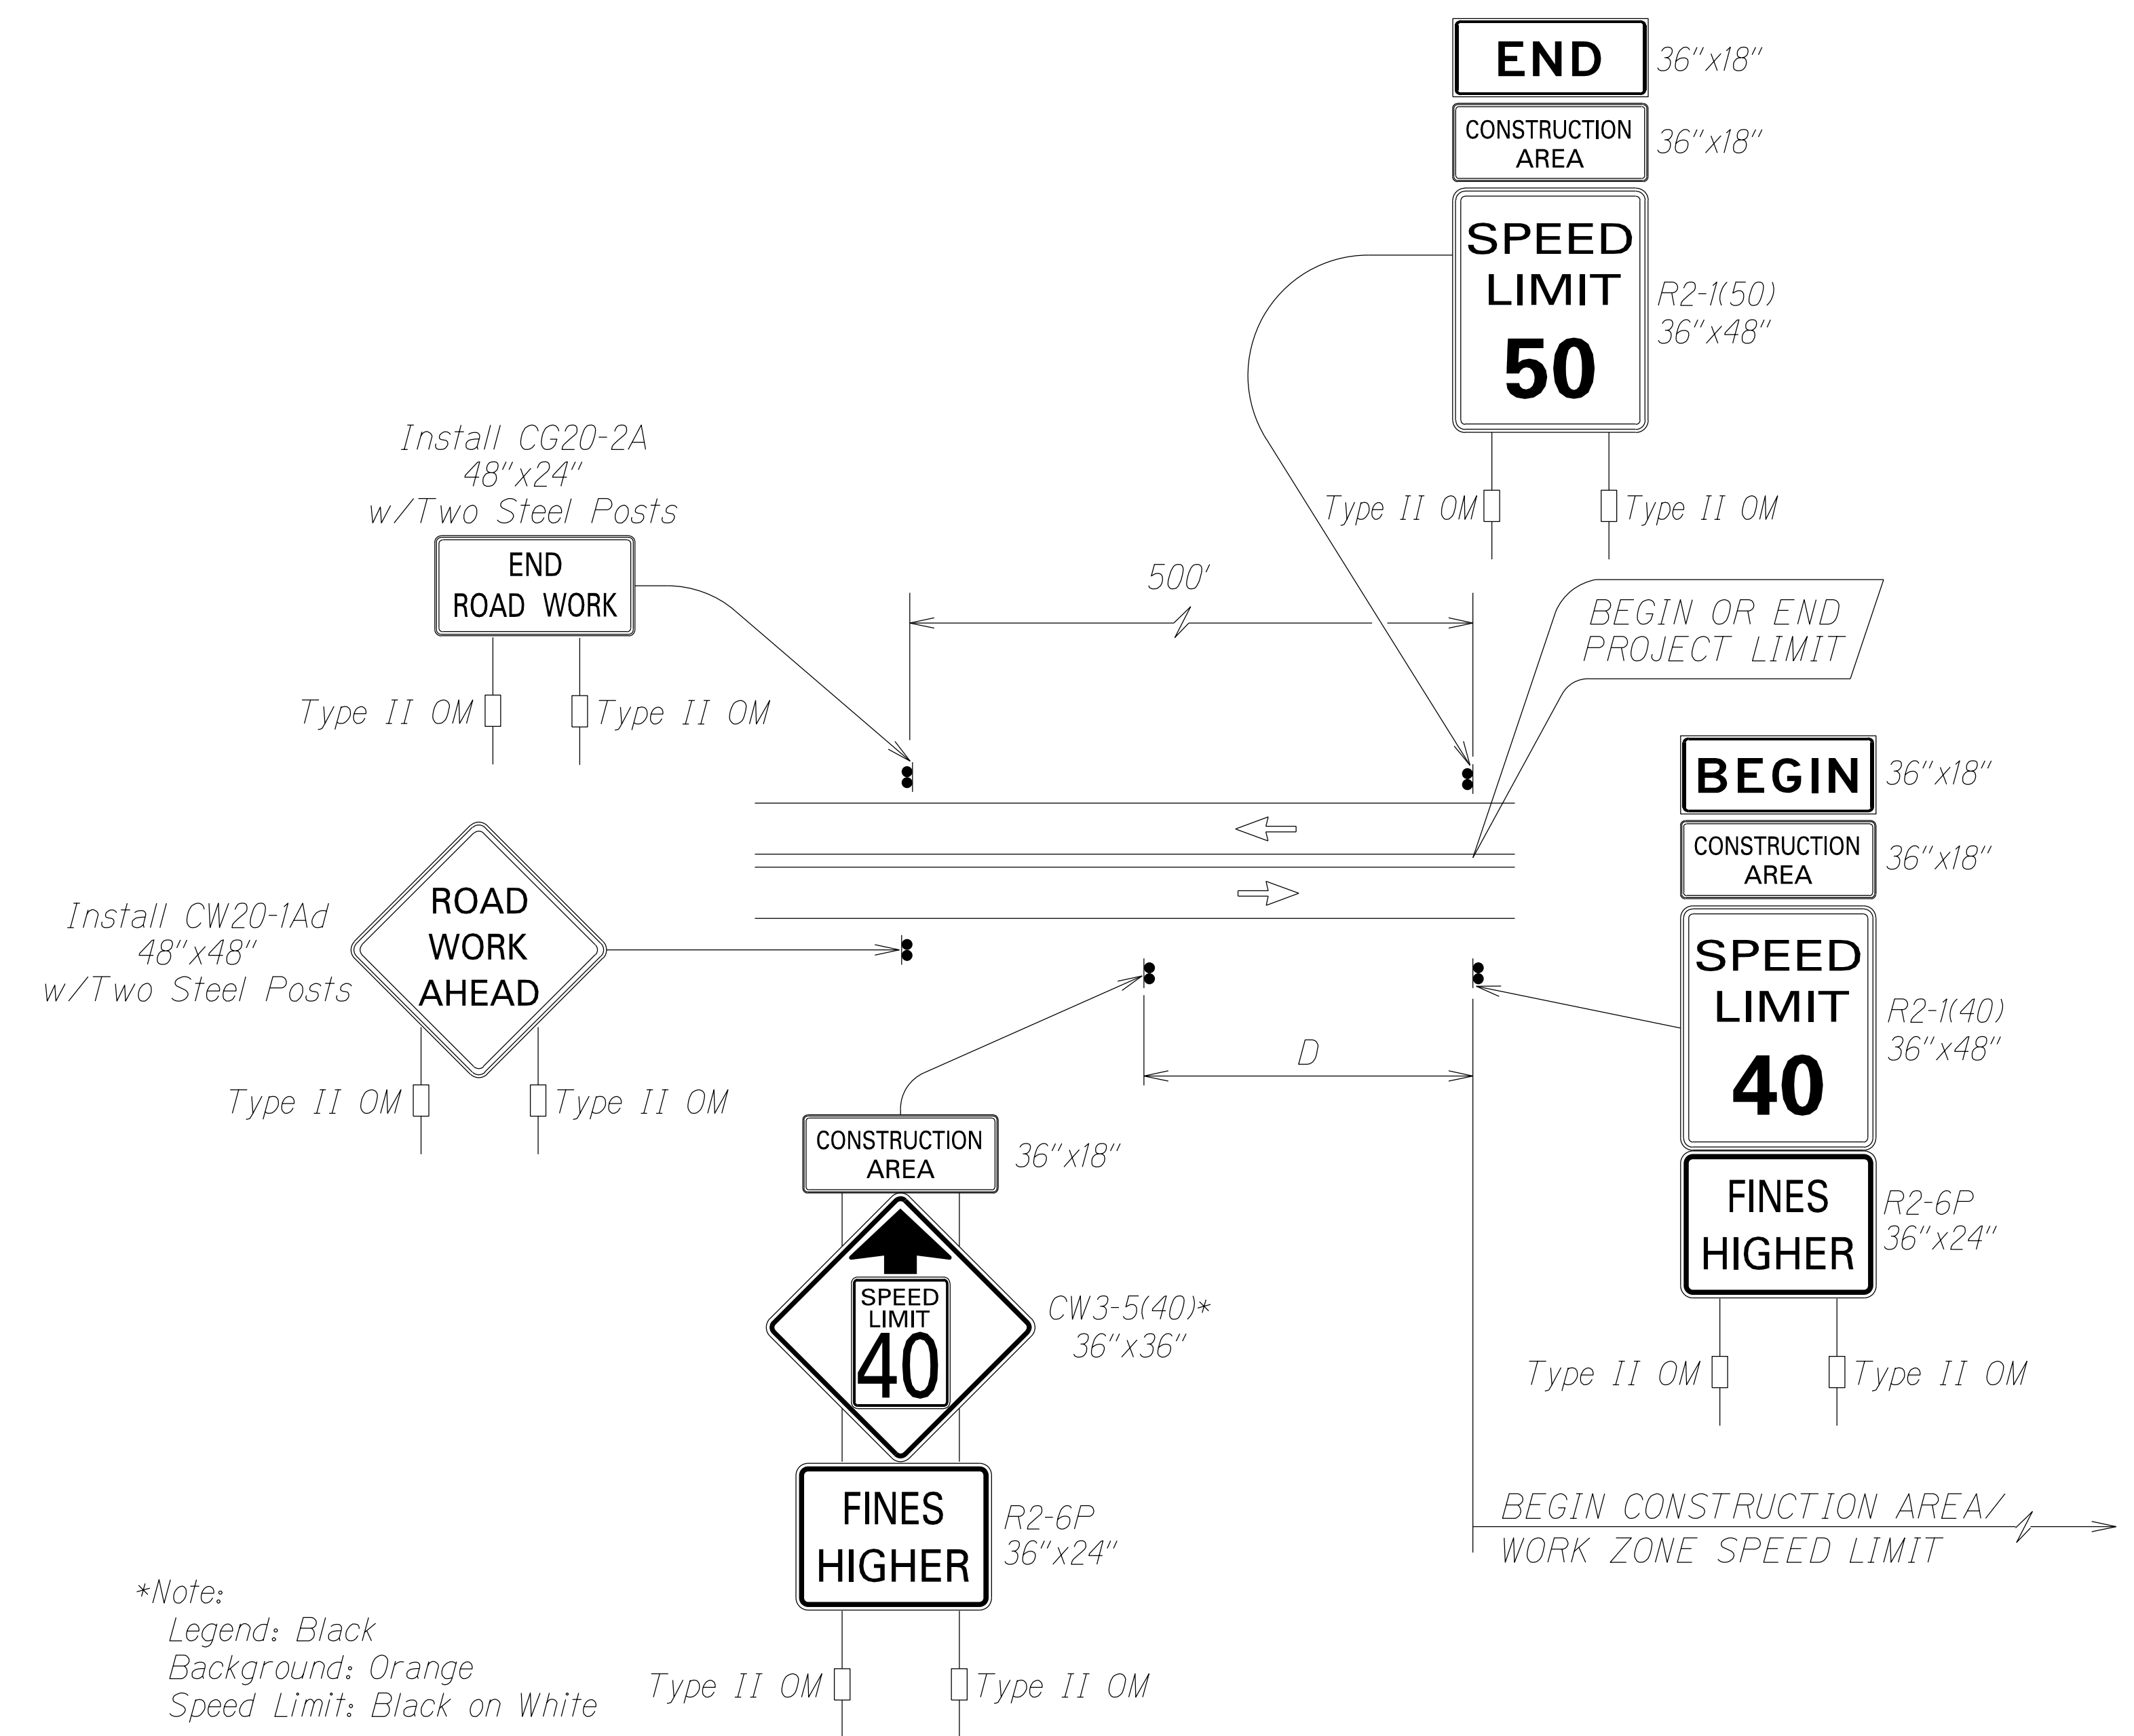 END
36"x18"
CONSTRUCTION
AREA
36"x18"
SPEED
LIMIT
50
R2-1(50)
36"x48"
Type II OM
Type II OM
Install CG20-2A
48"x24"
w/Two Steel Posts
END
ROAD WORK
Type II OM
Type II OM
500'
BEGIN OR END
PROJECT LIMIT
BEGIN
36"x18"
CONSTRUCTION
AREA
36"x18"
SPEED
LIMIT
40
R2-1(40)
36"x48"
FINES
HIGHER
R2-6P
36"x24"
Type II OM
Type II OM
Install CW20-1Ad
48"x48"
w/Two Steel Posts
ROAD
WORK
AHEAD
Type II OM
Type II OM
D
CONSTRUCTION
AREA
36"x18"
SPEED
LIMIT
40
CW3-5(40)*
36"x36"
FINES
HIGHER
R2-6P
36"x24"
Type II OM
Type II OM
BEGIN CONSTRUCTION AREA/
WORK ZONE SPEED LIMIT
*Note:
Legend: Black
Background: Orange
Speed Limit: Black on White